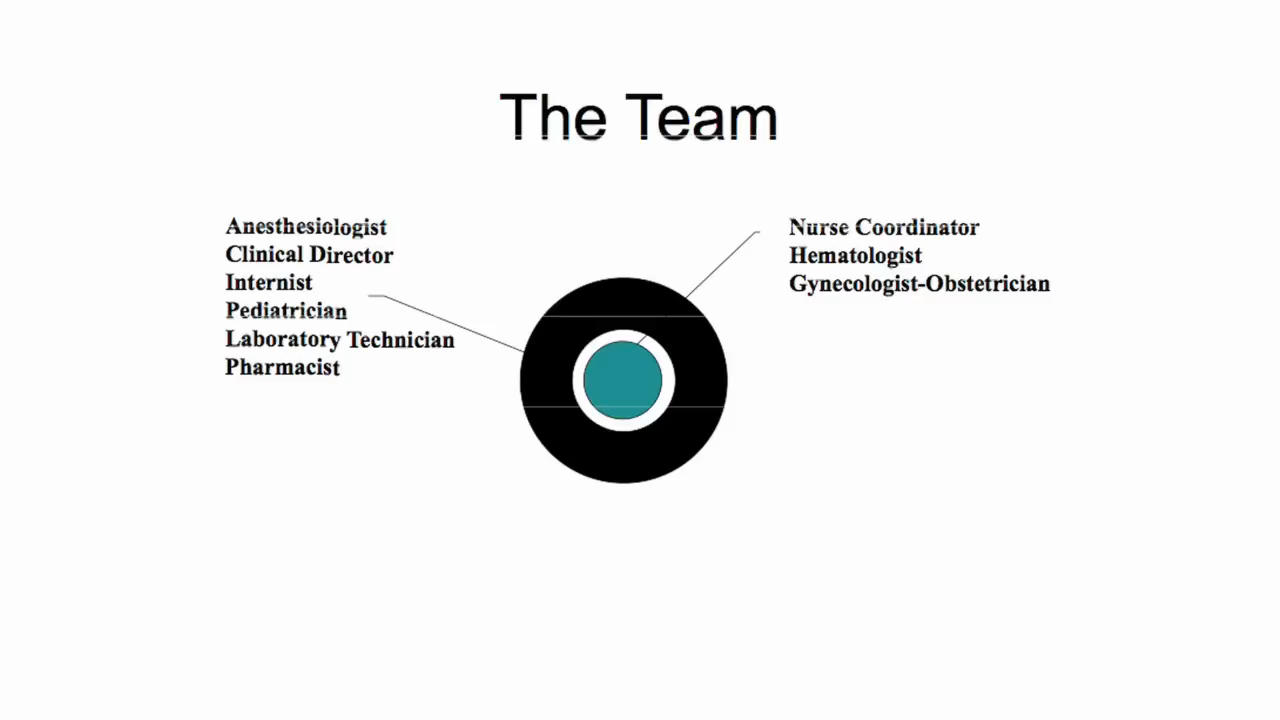 The Team
Anesthesiologist
Clinical Director
Internist
Pediatrician
Laboratory Technician
Pharmacist
Nurse Coordinator
Hematologist
Gynecologist-Obstetrician